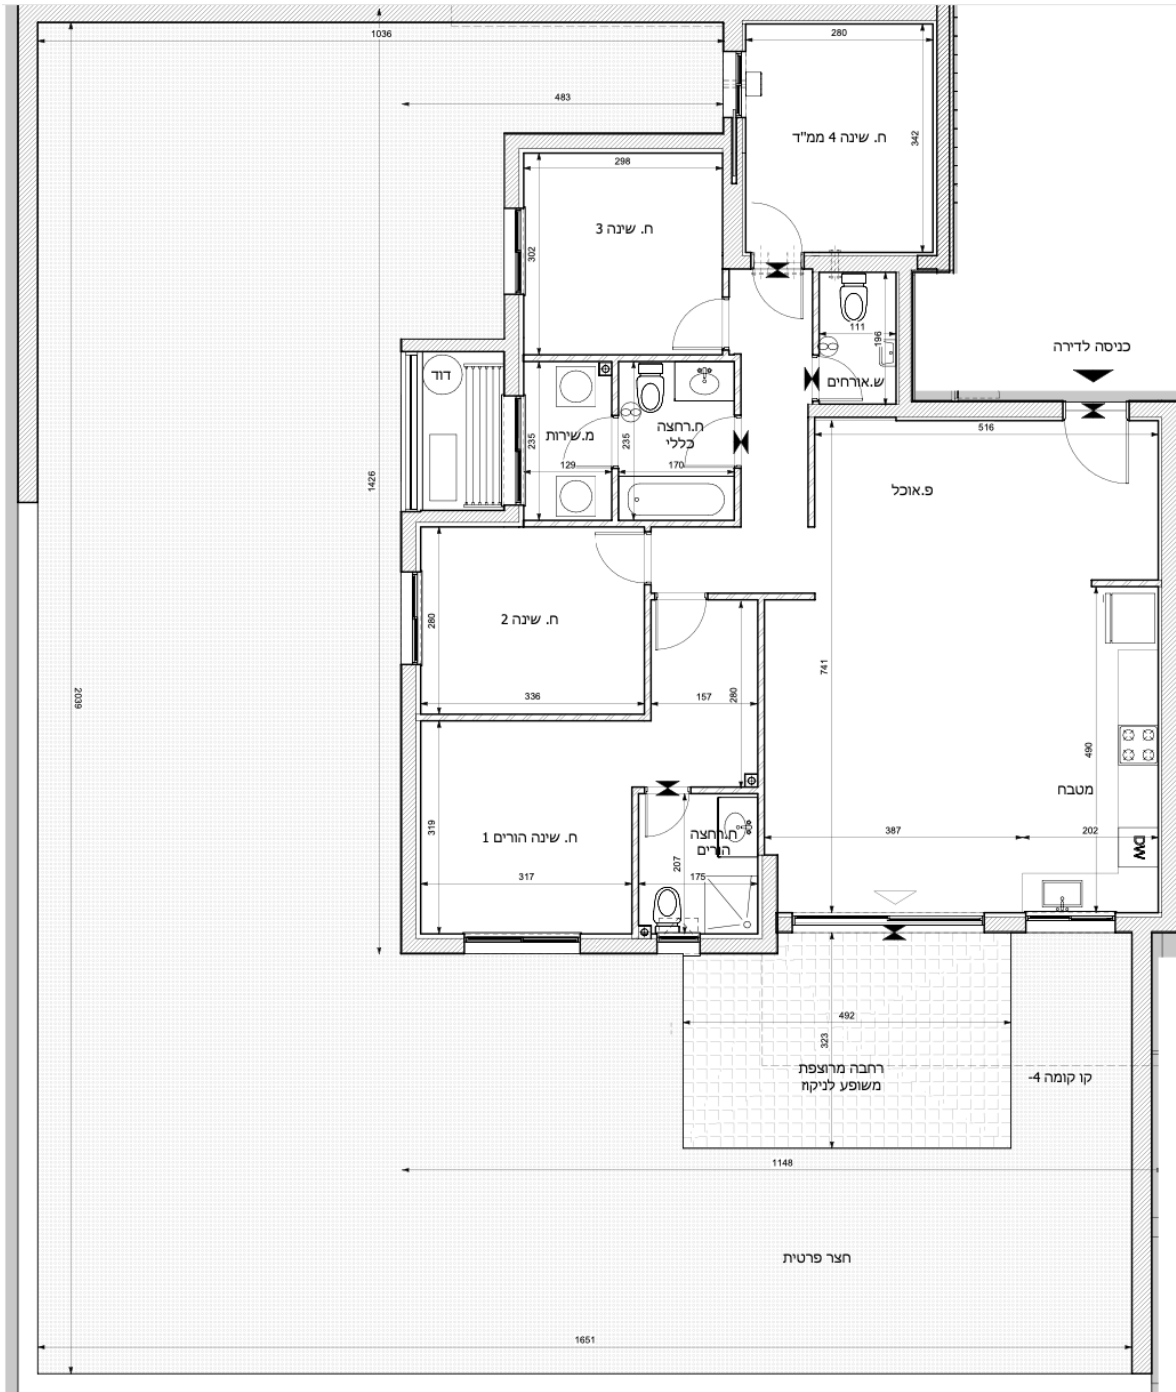 1036
280
483
ח. שינה 4 ממ"ד
342
298
ח. שינה 3
302
111
196
כניסה לדירה
דוד
ש.אורחים
516
מ.שירות
ח.רחצה
כללי
235
235
129
170
1426
פ.אוכל
ח. שינה 2
280
741
336
157
280
2039
490
מטבח
319
ח. שינה הורים 1
ח.רחצה
הורים
387
202
DW
207
317
175
492
323
רחבה מרוצפת
משופע לניקוז
קו קומה 4-
1148
חצר פרטית
1651